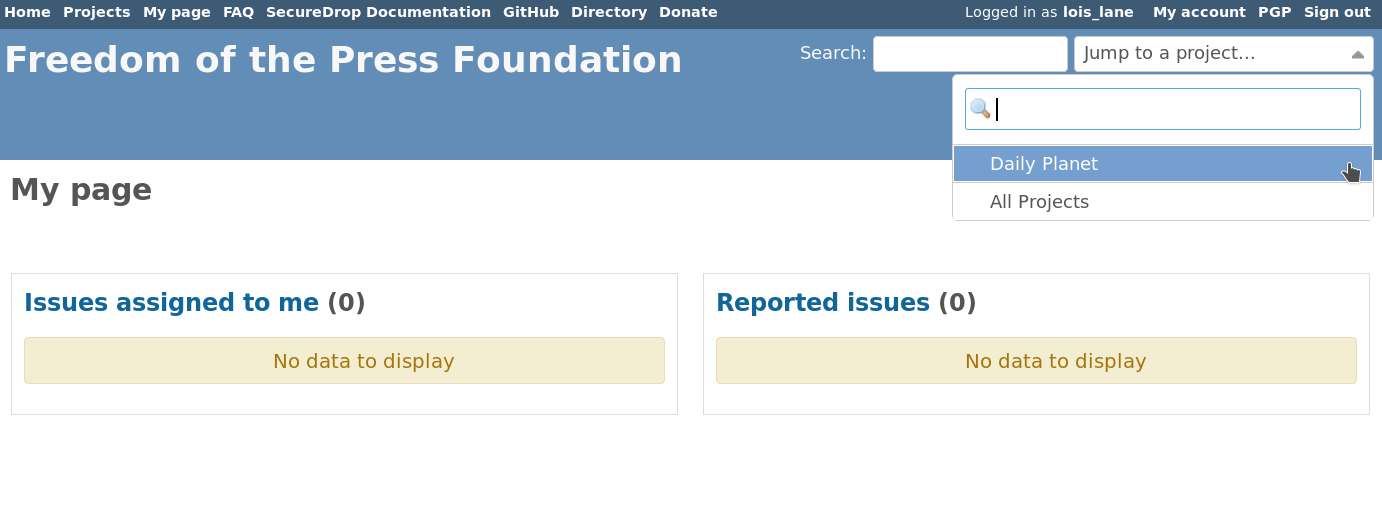 Home Projects My page FAQ SecureDrop Documentation GitHub Directory Donate Logged in as lois_lane My account PGP Sign out
Freedom of the Press Foundation
Search: Jump to a project...
Daily Planet
All Projects
My page
Issues assigned to me (0)
No data to display
Reported issues (0)
No data to display